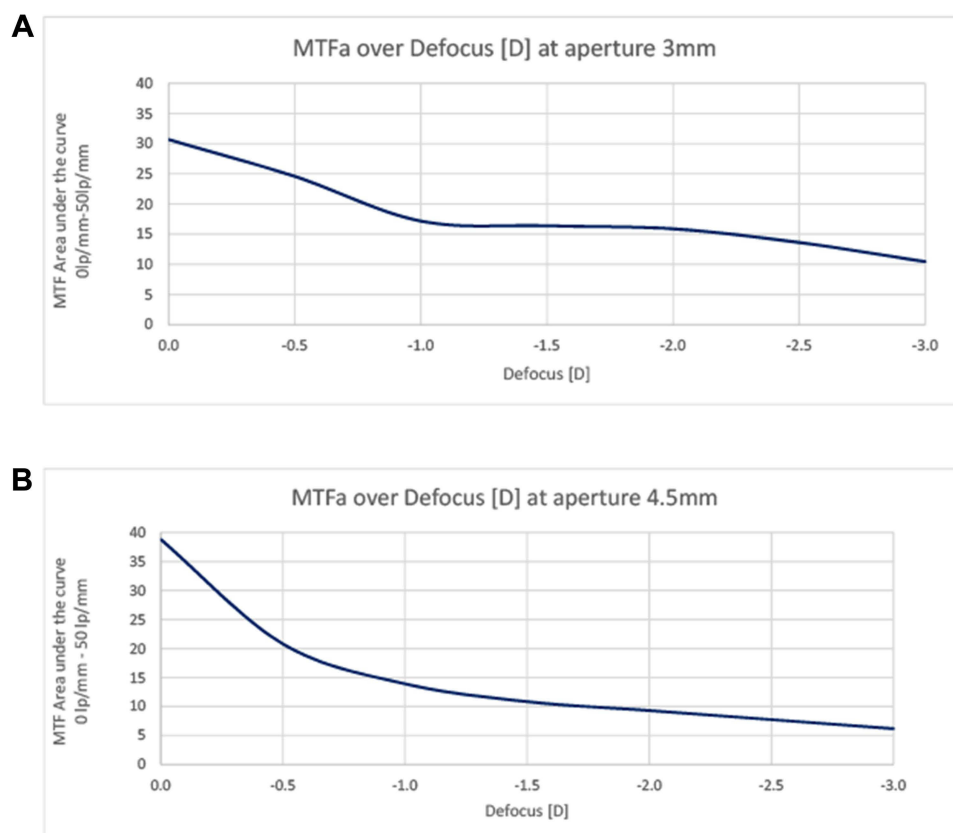 A
MTFa over Defocus [D] at aperture 3mm
MTF Area under the curve
0lp/mm-50lp/mm
40
35
30
25
20
15
10
5
0
0.0 -0.5 -1.0 -1.5 -2.0 -2.5 -3.0
Defocus [D]
B
MTFa over Defocus [D] at aperture 4.5mm
MTF Area under the curve
0lp/mm - 50 lp/mm
40
35
30
25
20
15
10
5
0
0.0 -0.5 -1.0 -1.5 -2.0 -2.5 -3.0
Defocus [D]